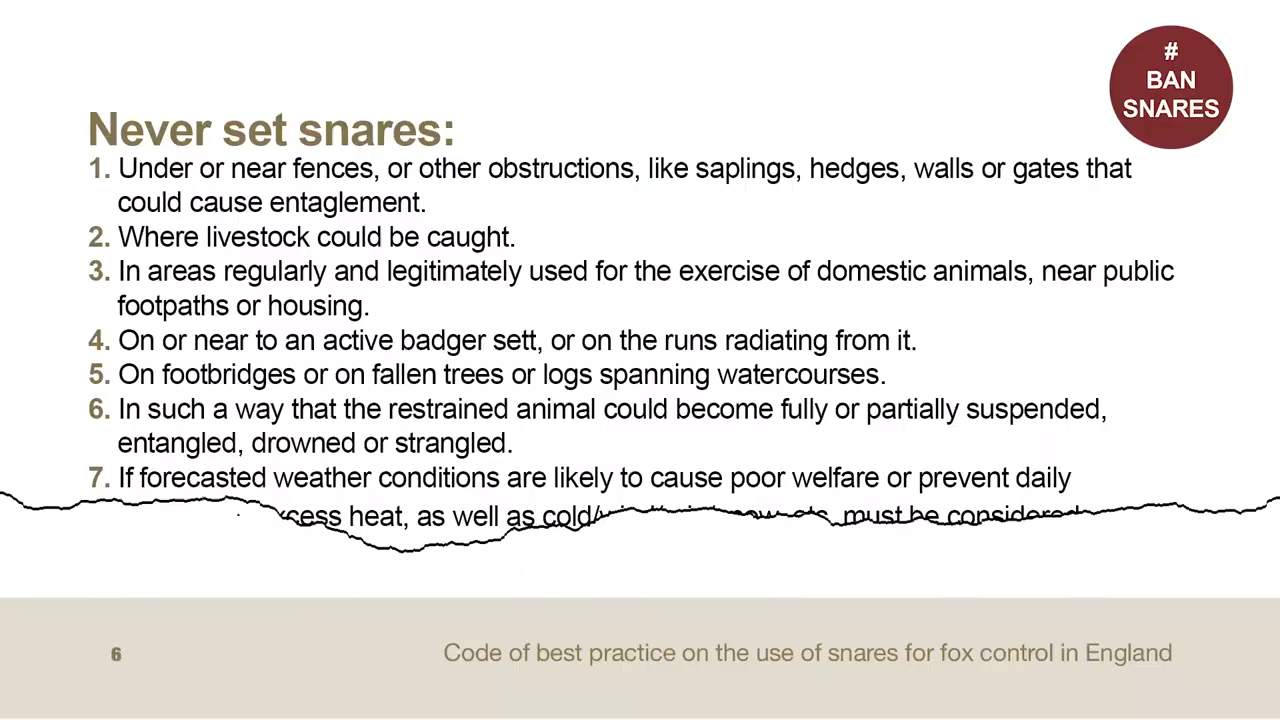 #
BAN
SNARES
Never set snares:
1. Under or near fences, or other obstructions, like saplings, hedges, walls or gates that
could cause entaglement.
2. Where livestock could be caught.
3. In areas regularly and legitimately used for the exercise of domestic animals, near public
footpaths or housing.
4. On or near to an active badger sett, or on the runs radiating from it.
5. On footbridges or on fallen trees or logs spanning watercourses.
6. In such a way that the restrained animal could become fully or partially suspended,
entangled, drowned or strangled.
7. If forecasted weather conditions are likely to cause poor welfare or prevent daily
heat, as well as cold/ must be considered
6
Code of best practice on the use of snares for fox control in England